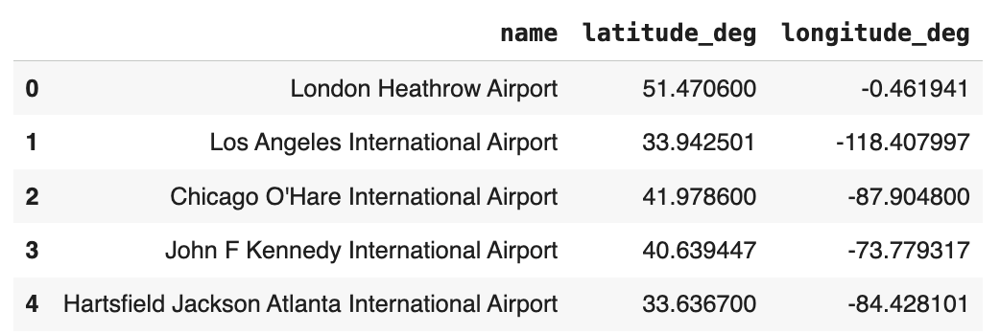 name latitude_deg longitude_deg
0 London Heathrow Airport 51.470600 -0.461941
1 Los Angeles International Airport 33.942501 -118.407997
2 Chicago O'Hare International Airport 41.978600 -87.904800
3 John F Kennedy International Airport 40.639447 -73.779317
4 Hartsfield Jackson Atlanta International Airport 33.636700 -84.428101